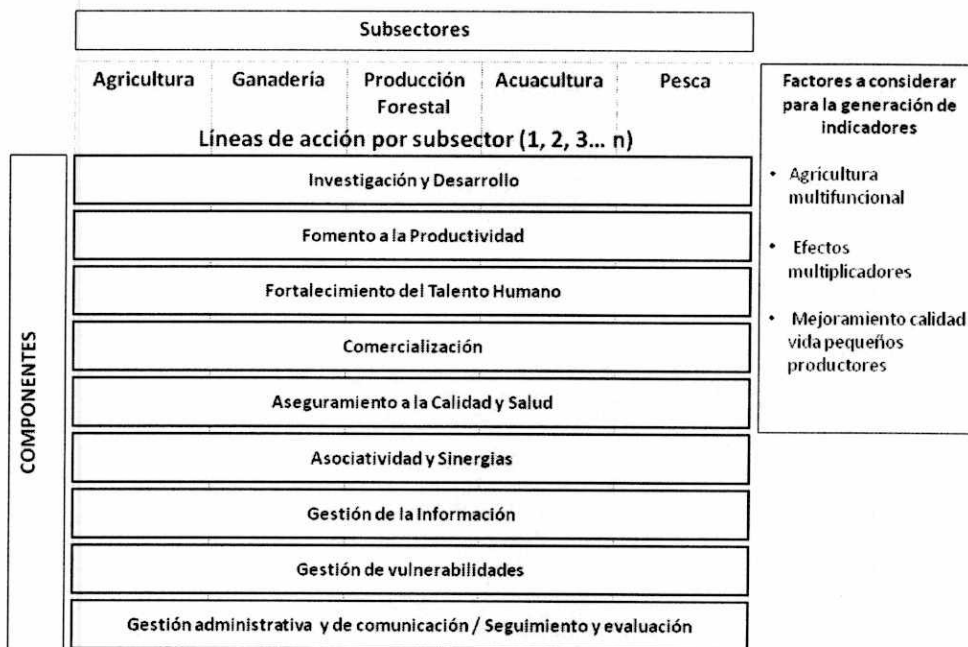 Subsectores
Agricultura Ganadería Producción Forestal Acuacultura Pesca
Líneas de acción por subsector (1, 2, 3... n)
COMPONENTES
Investigación y Desarrollo
Fomento a la Productividad
Fortalecimiento del Talento Humano
Comercialización
Aseguramiento a la Calidad y Salud
Asociatividad y Sinergias
Gestión de la Información
Gestión de vulnerabilidades
Gestión administrativa y de comunicación / Seguimiento y evaluación
Factores a considerar
para la generación de
indicadores
• Agricultura
multifuncional
• Efectos
multiplicadores
• Mejoramiento calidad
vida pequeños
productores